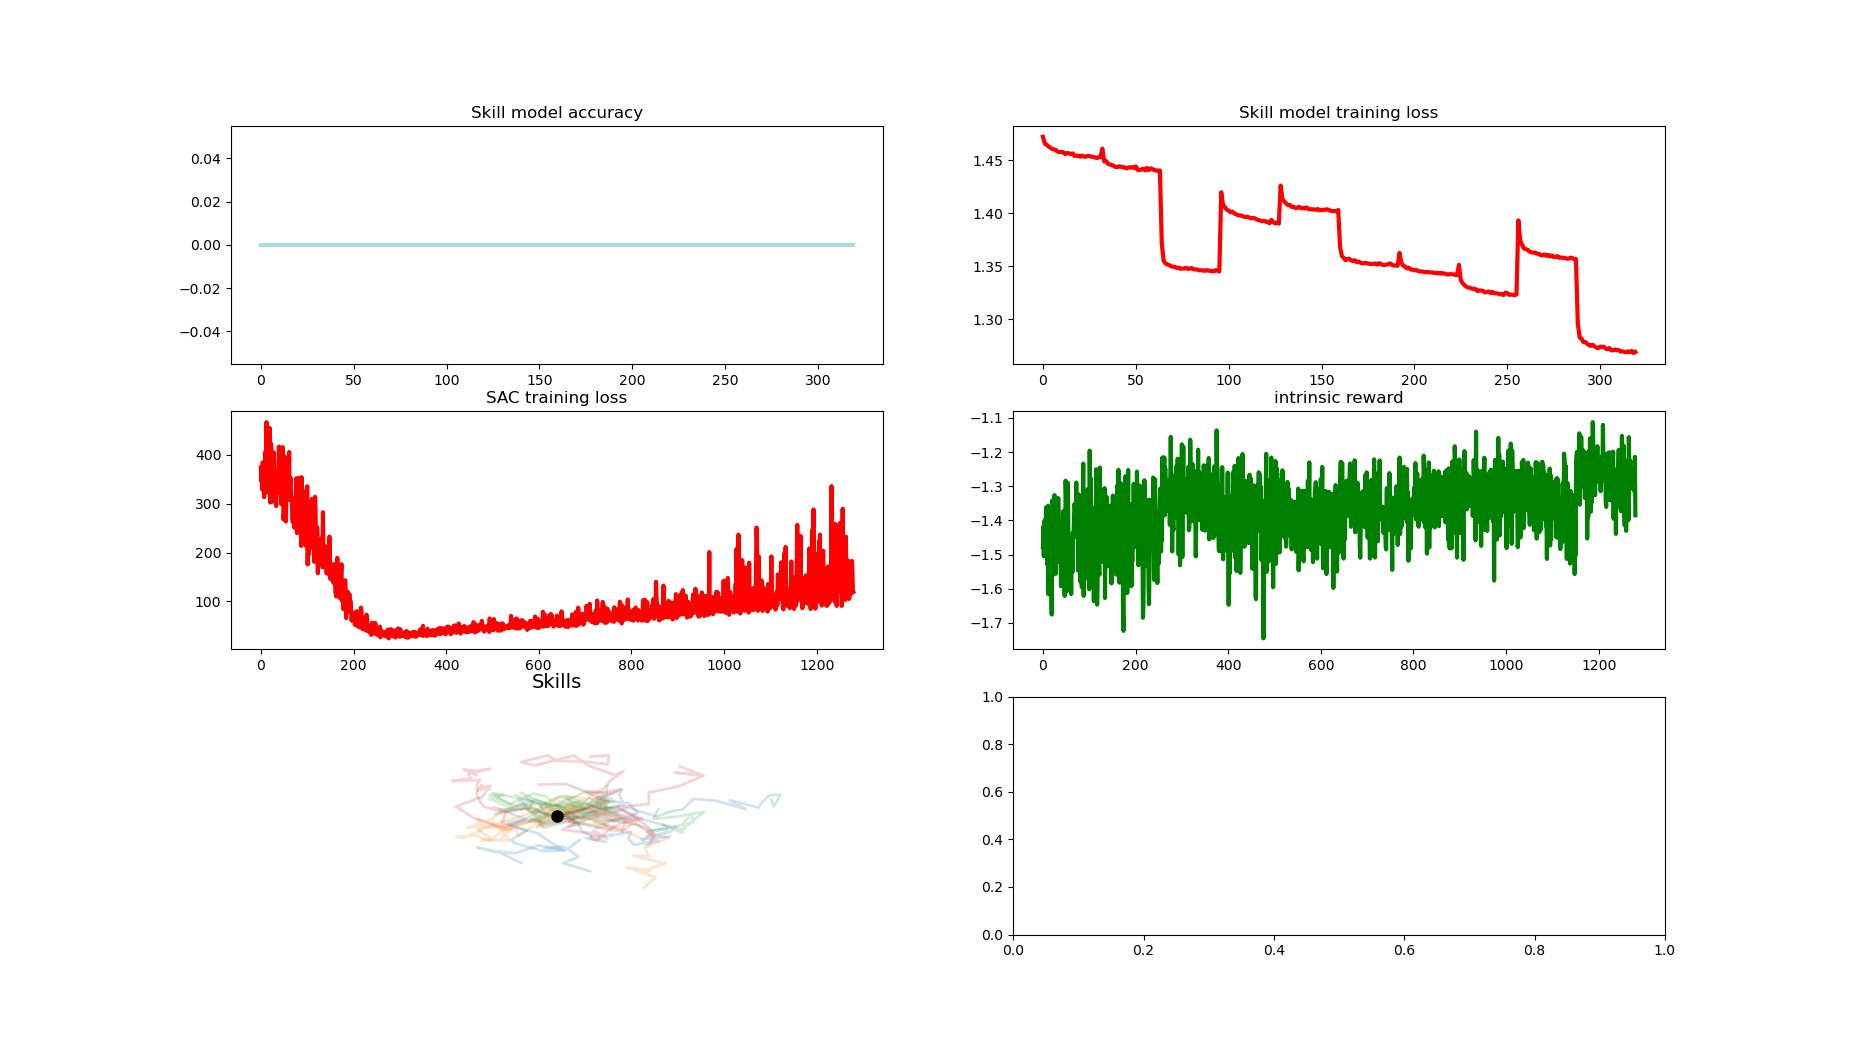 Skill model accuracy
0.04
0.02
0.00
−0.02
−0.04
0 50 100 150 200 250 300
Skill model training loss
1.45
1.40
1.35
1.30
0 50 100 150 200 250 300
SAC training loss
400
300
200
100
0 200 400 600 800 1000 1200
intrinsic reward
−1.1
−1.2
−1.3
−1.4
−1.5
−1.6
−1.7
0 200 400 600 800 1000 1200
Skills
1.0
0.8
0.6
0.4
0.2
0.0
0.0 0.2 0.4 0.6 0.8 1.0